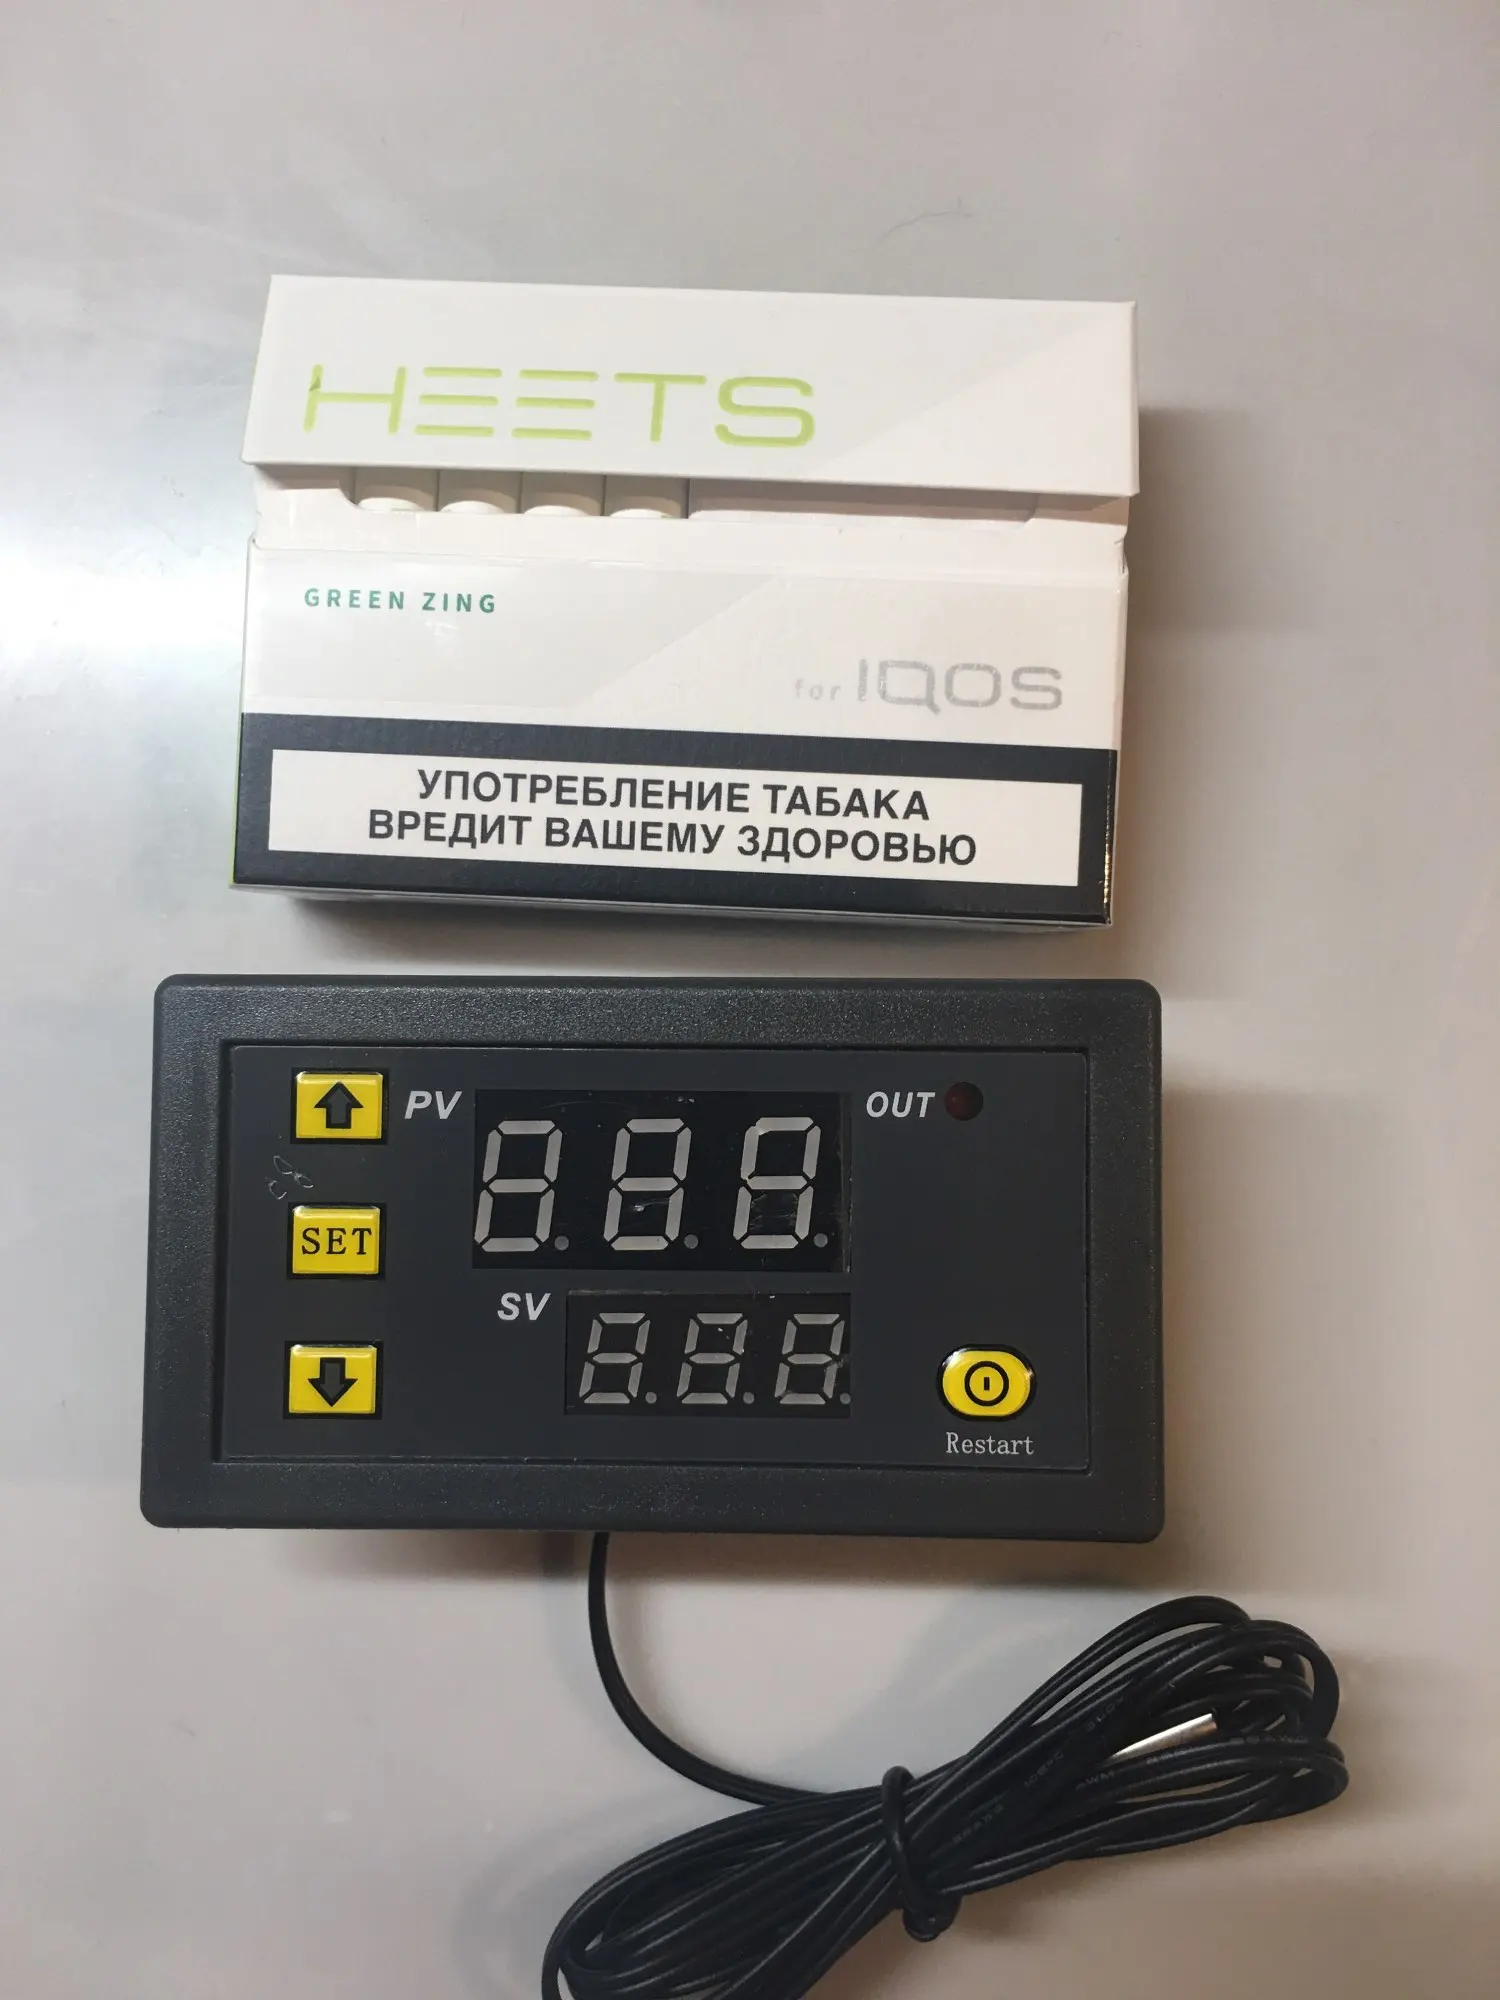 HEETS
GREEN ZING
for IQOS
УПОТРЕБЛЕНИЕ ТАБАКА
ВРЕДИТ ВАШЕМУ ЗДОРОВЬЮ
PV
OUT
SET
SV
Restart